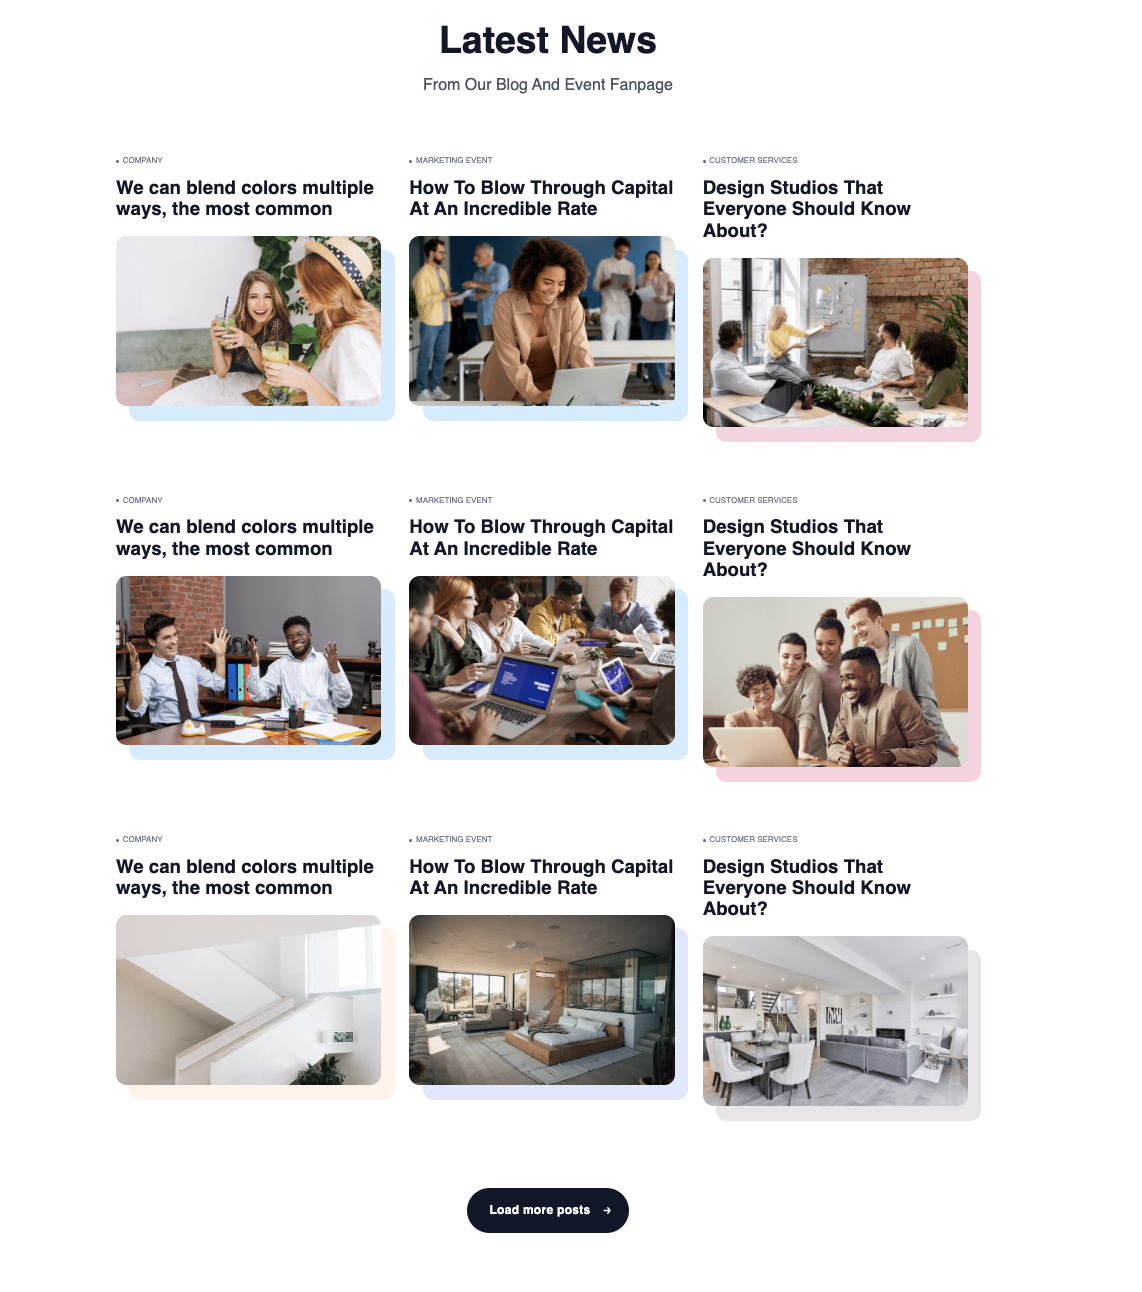 Latest News
From Our Blog And Event Fanpage
• COMPANY
We can blend colors multiple
ways, the most common
• MARKETING EVENT
How To Blow Through Capital
At An Incredible Rate
• CUSTOMER SERVICES
Design Studios That
Everyone Should Know
About?
• COMPANY
We can blend colors multiple
ways, the most common
• MARKETING EVENT
How To Blow Through Capital
At An Incredible Rate
• CUSTOMER SERVICES
Design Studios That
Everyone Should Know
About?
• COMPANY
We can blend colors multiple
ways, the most common
• MARKETING EVENT
How To Blow Through Capital
At An Incredible Rate
• CUSTOMER SERVICES
Design Studios That
Everyone Should Know
About?
Load more posts →